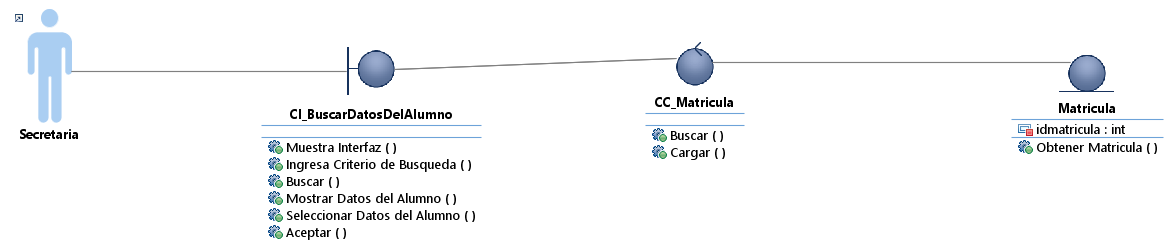 Secretaria
CI_BuscarDatosDelAlumno
Muestra Interfaz ( )
Ingresa Criterio de Busqueda ( )
Buscar ( )
Mostrar Datos del Alumno ( )
Seleccionar Datos del Alumno ( )
Aceptar ( )
CC_Matricula
Buscar ( )
Cargar ( )
Matricula
idmatricula : int
Obtener Matricula ( )